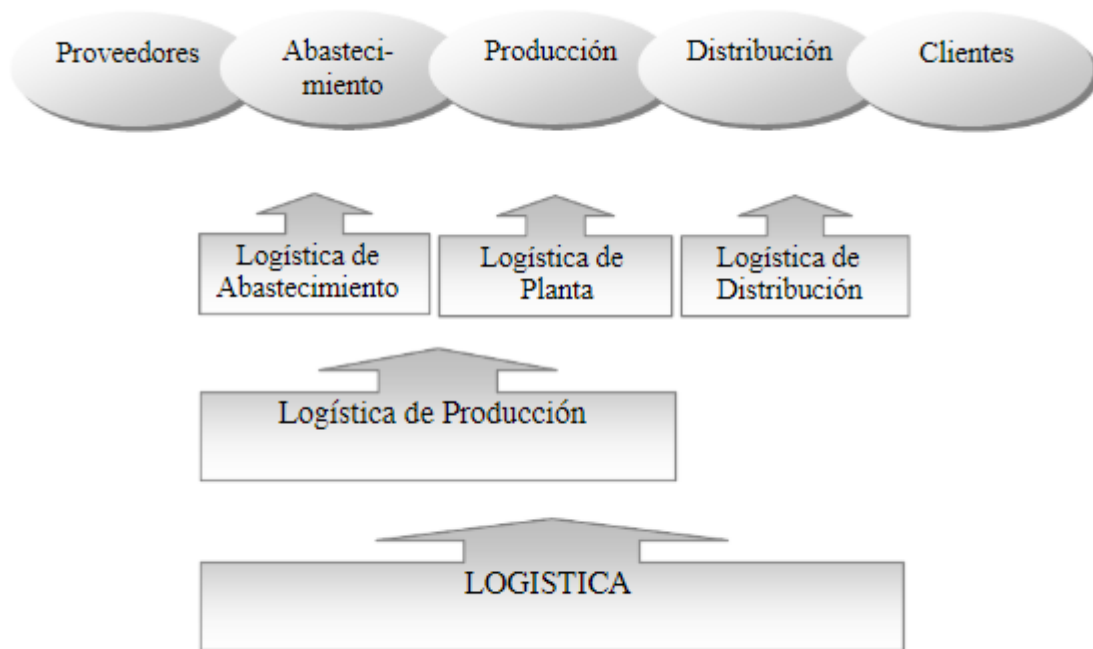 Proveedores
Abasteci-
miento
Producción
Distribución
Clientes
Logística de
Abastecimiento
Logística de
Planta
Logística de
Distribución
Logística de Producción
LOGISTICA